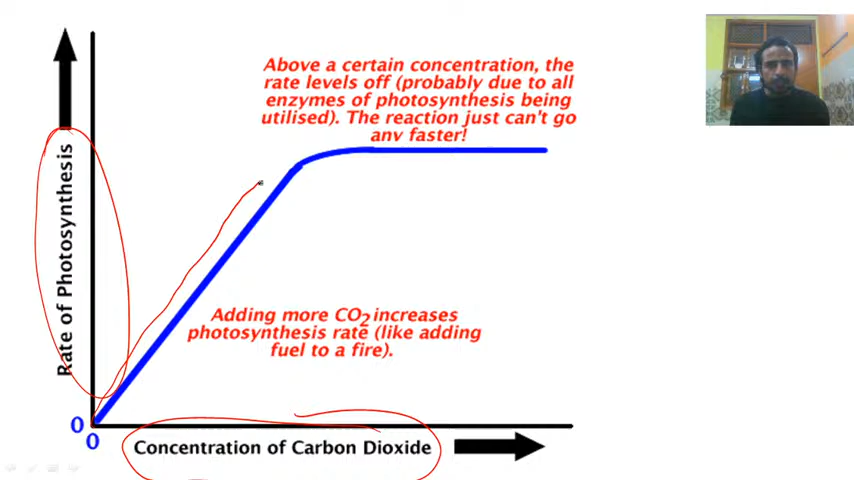 Above a certain concentration, the
rate levels off (probably due to all
enzymes of photosynthesis being
utilised). The reaction just can't go
any faster!
Rate of Photosynthesis
Adding more CO2 increases
photosynthesis rate (like adding
fuel to a fire).
0
0
Concentration of Carbon Dioxide